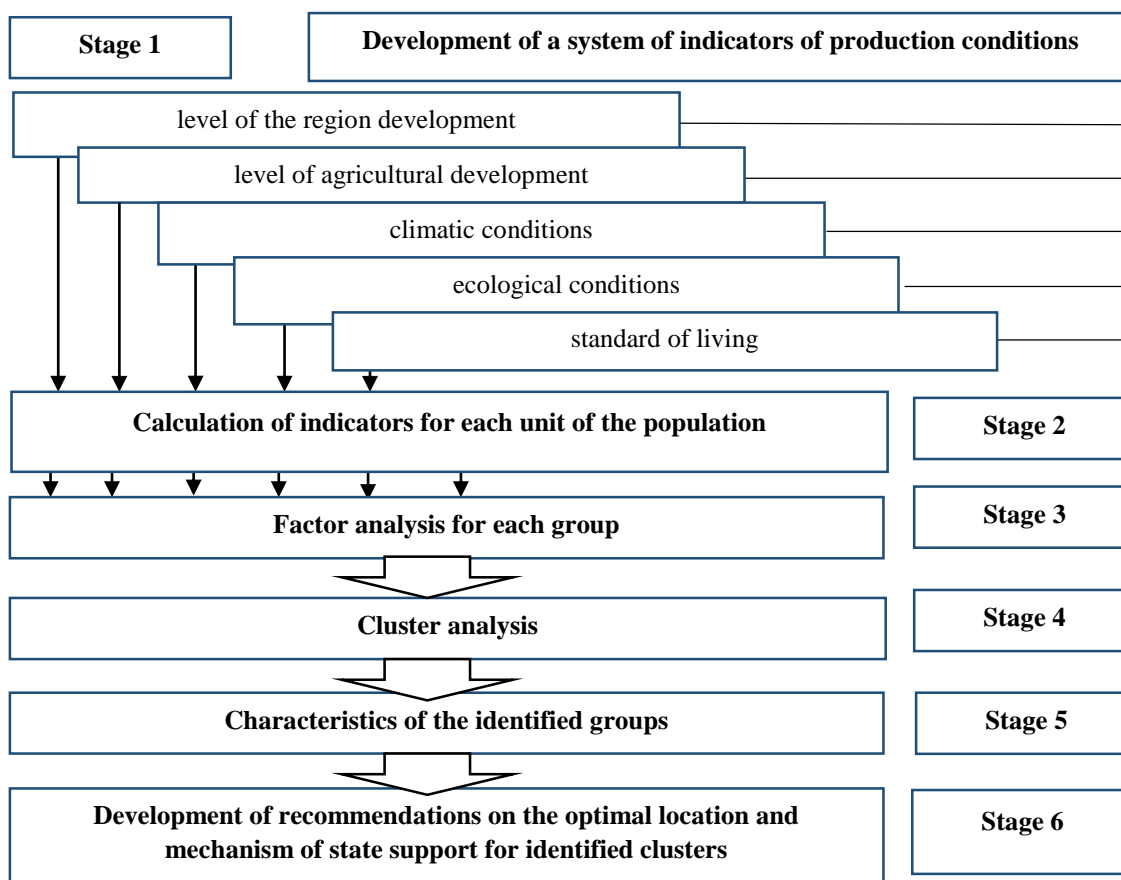 Stage 1
Development of a system of indicators of production conditions
level of the region development
level of agricultural development
climatic conditions
ecological conditions
standard of living
Calculation of indicators for each unit of the population
Stage 2
Factor analysis for each group
Stage 3
Cluster analysis
Stage 4
Characteristics of the identified groups
Stage 5
Development of recommendations on the optimal location and
mechanism of state support for identified clusters
Stage 6